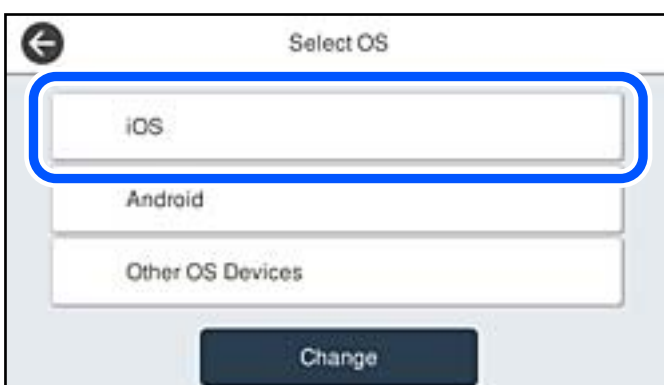 Select OS
iOS
Android
Other OS Devices
Change